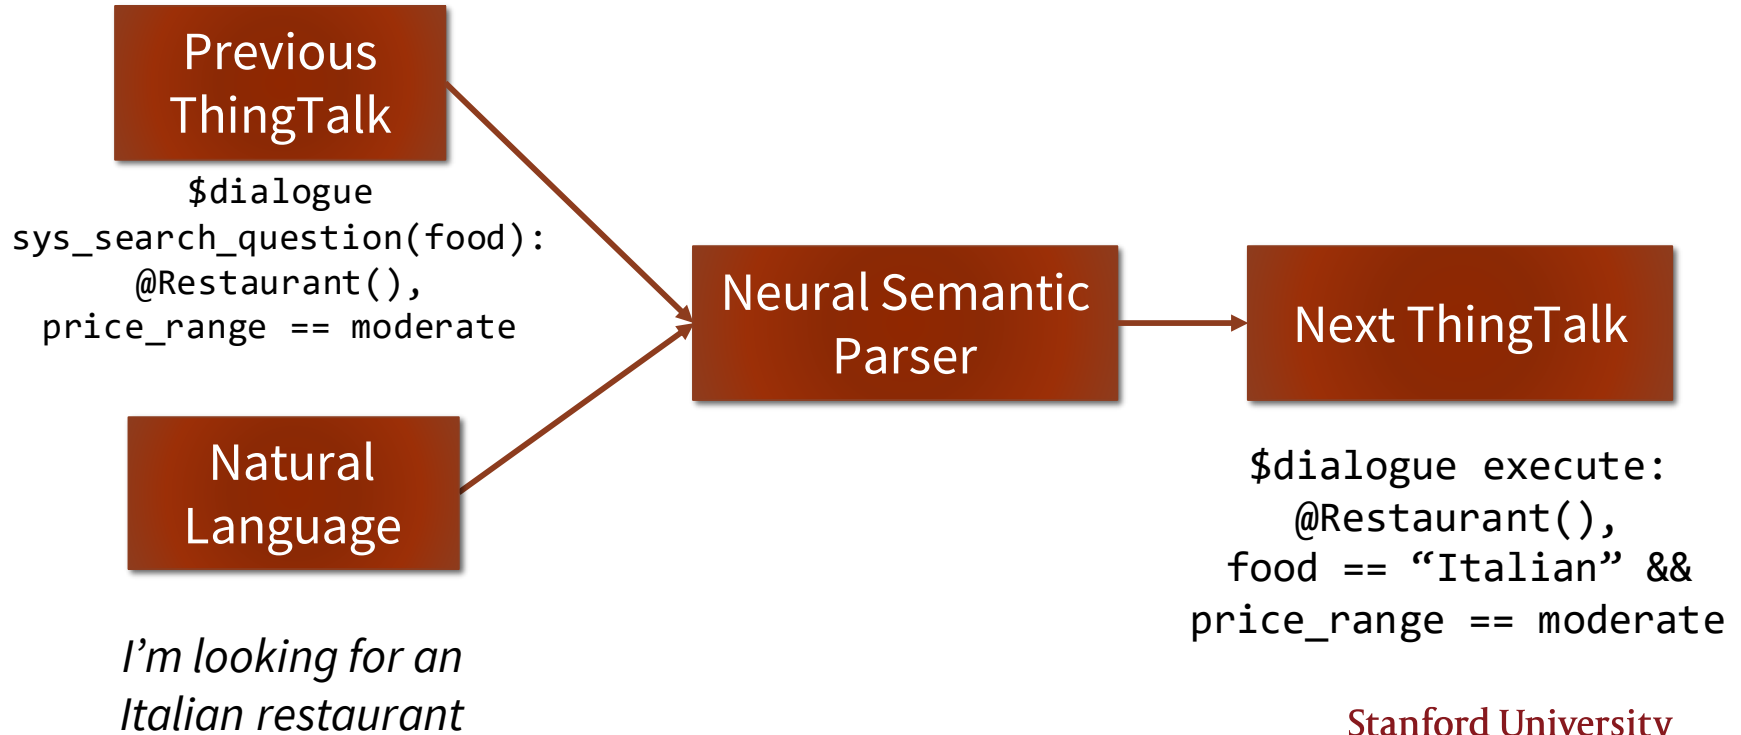 Previous
ThingTalk
$dialogue
sys_search_question(food):
@Restaurant(),
price_range == moderate
Natural
Language
I’m looking for an
Italian restaurant
Neural Semantic
Parser
Next ThingTalk
$dialogue execute:
@Restaurant(),
food == “Italian” &&
price_range == moderate
Stanford University